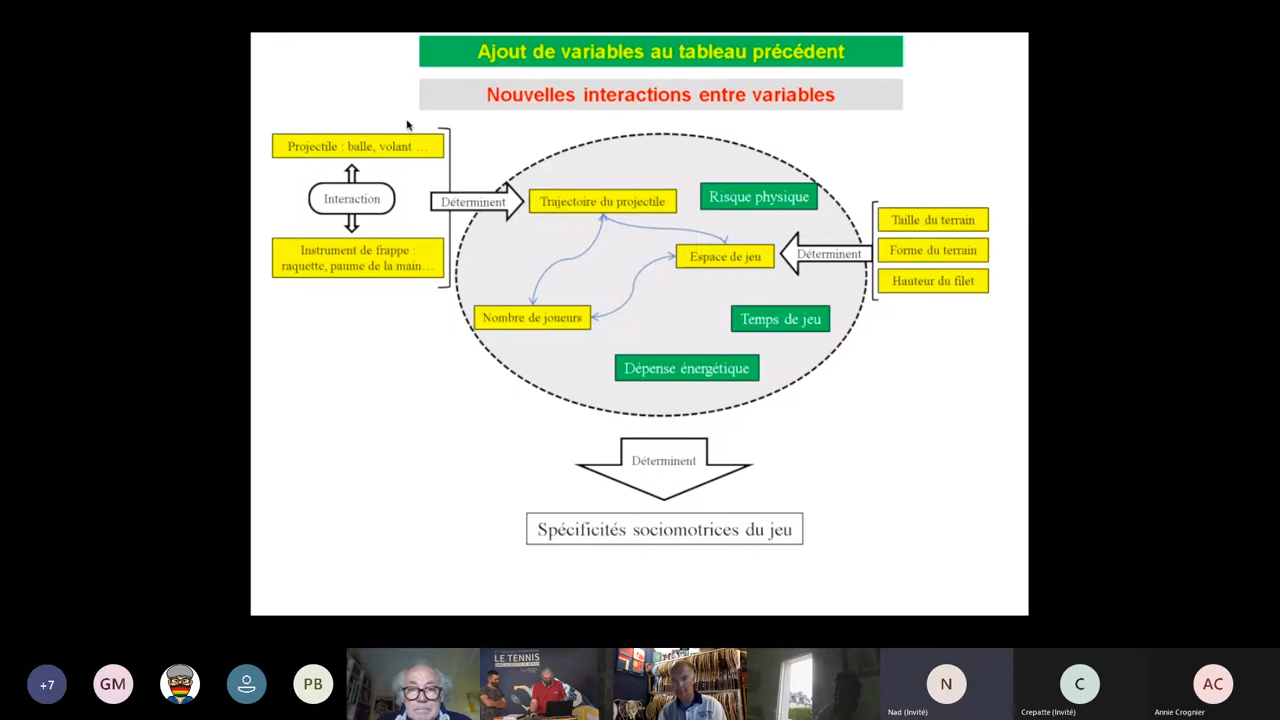 Ajout de variables au tableau précédent
Nouvelles interactions entre variables
Projectile : balle, volant …
Interaction
Instrument de frappe :
raquette, paume de la main…
Déterminent
Trajectoire du projectile
Risque physique
Espace de jeu
Déterminent
Taille du terrain
Forme du terrain
Hauteur du filet
Nombre de joueurs
Temps de jeu
Dépense énergétique
Déterminent
Spécificités sociomotrices du jeu
+7
GM
PB
LE TENNIS
N
Nad (Invité)
C
Crepatte (Invité)
AC
Annie Crognier